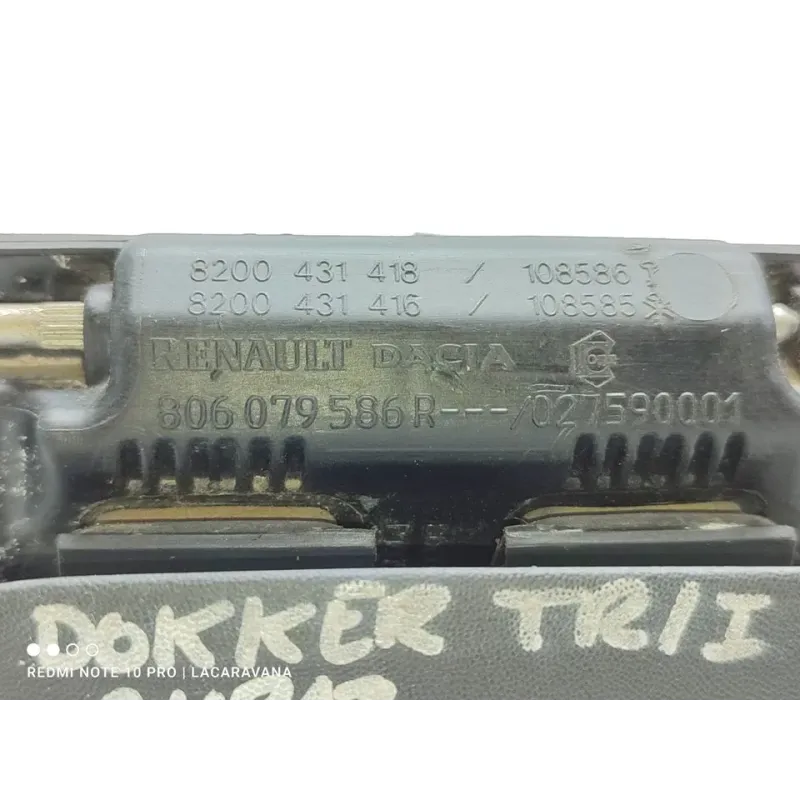 8200 431 418 / 108586
8200 431 416 / 108585
RENAULT DACIA
806 079 586 R---/027590001
DOKKER TR/I
REDMI NOTE 10 PRO | LACARAVANA